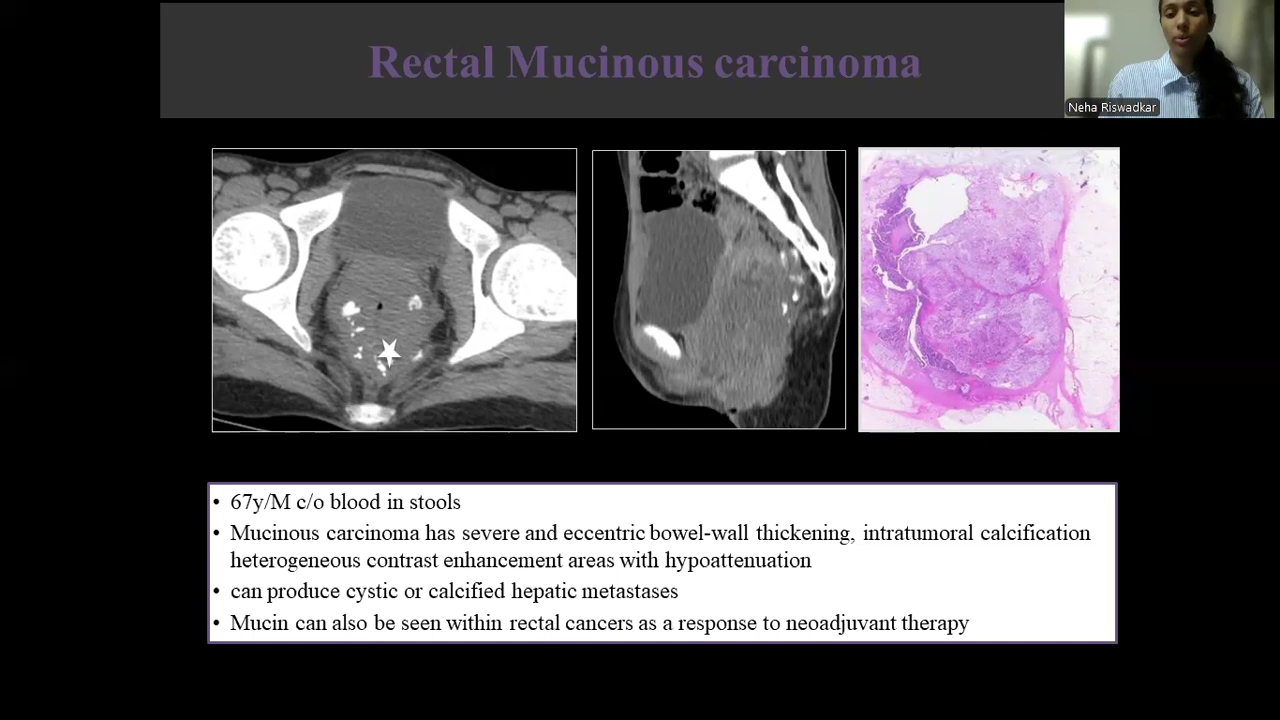 Rectal Mucinous carcinoma
Neha Riswadkar
• 67y/M c/o blood in stools
• Mucinous carcinoma has severe and eccentric bowel-wall thickening, intratumoral calcification
heterogeneous contrast enhancement areas with hypoattenuation
• can produce cystic or calcified hepatic metastases
• Mucin can also be seen within rectal cancers as a response to neoadjuvant therapy